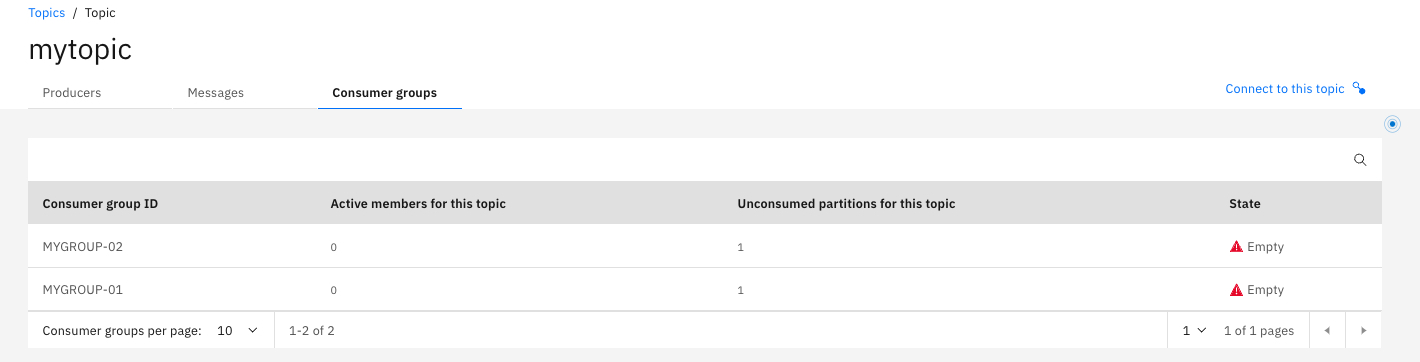 Topics / Topic
mytopic
Producers Messages Consumer groups Connect to this topic
Consumer group ID Active members for this topic Unconsumed partitions for this topic State
MYGROUP-02 0 1 Empty
MYGROUP-01 0 1 Empty
Consumer groups per page: 10 1-2 of 2 1 1 of 1 pages